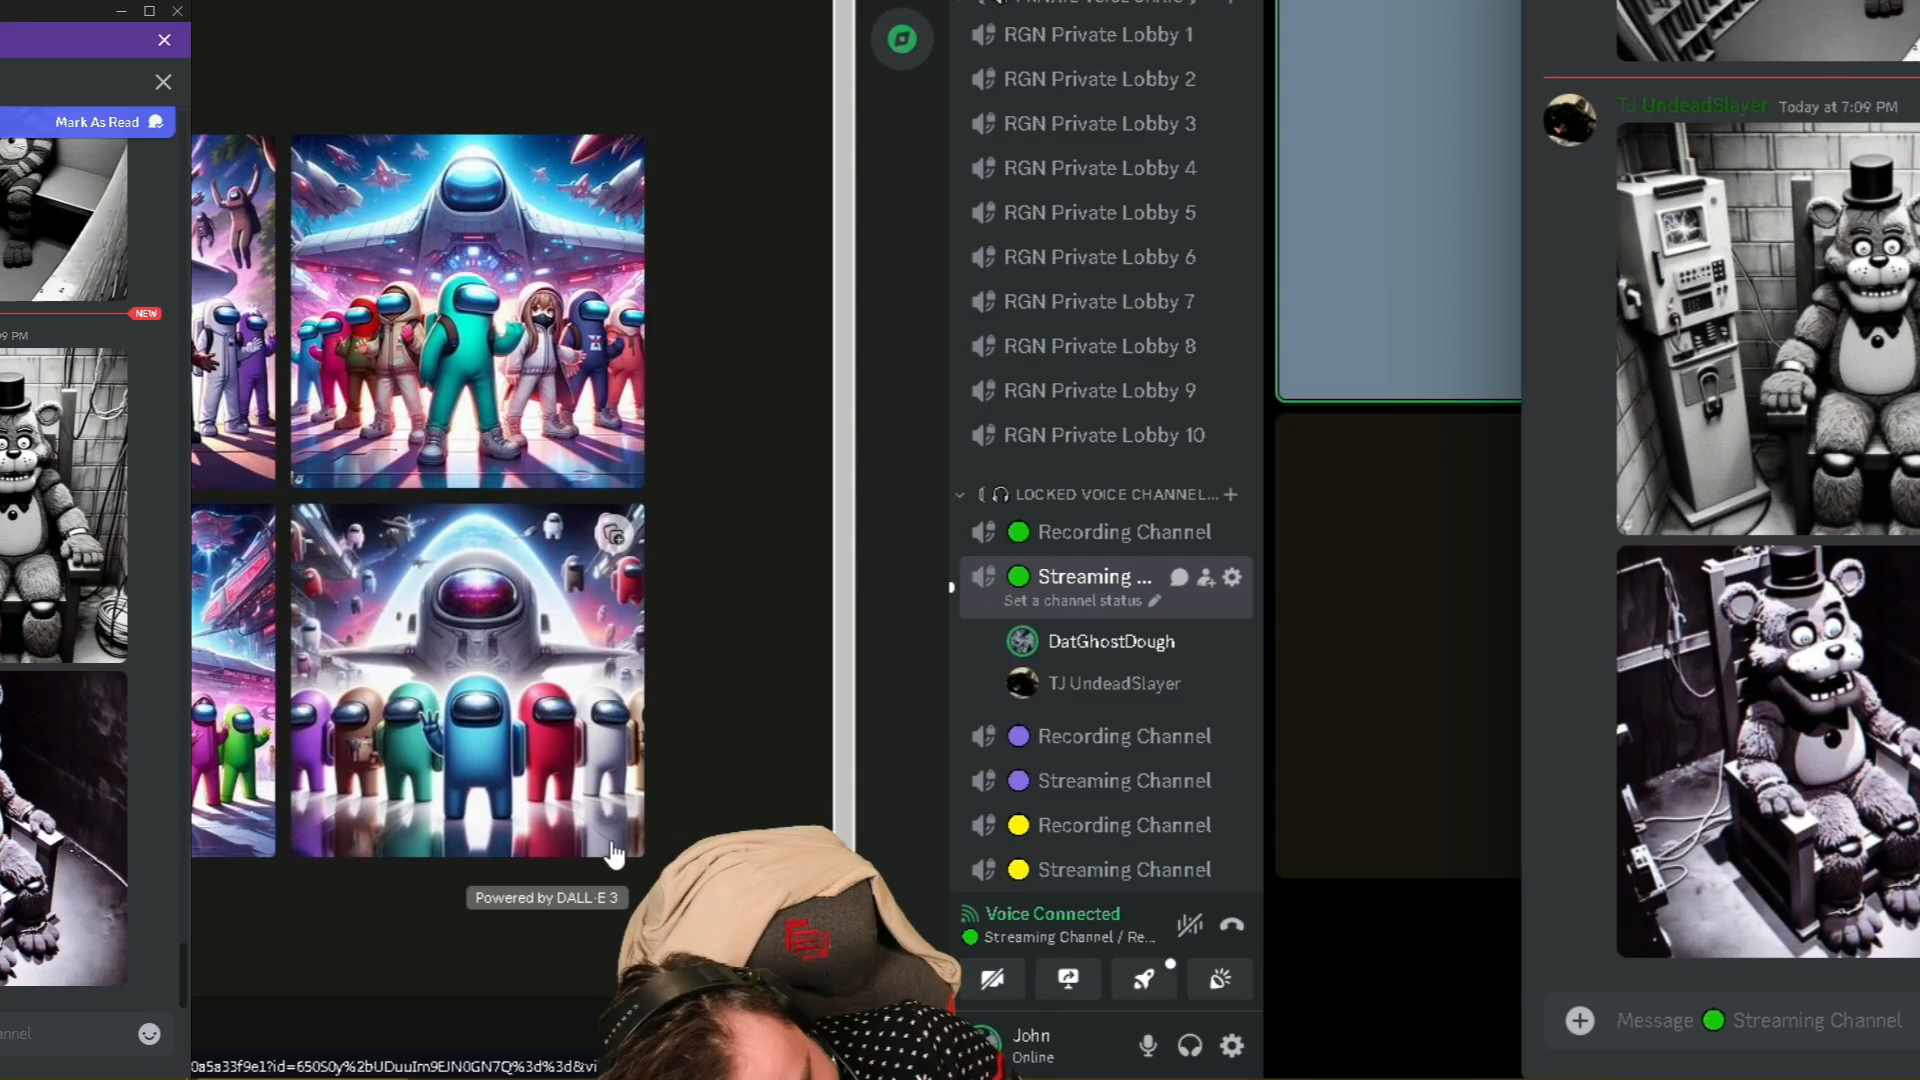 Mark As Read
NEW
9 PM
annel
Powered by DALL·E 3
0a5a33f9e1?id=650S0y%2bUDuuIm9EJN0GN7Q%3d%3d&vi
RGN Private Lobby 1
RGN Private Lobby 2
RGN Private Lobby 3
RGN Private Lobby 4
RGN Private Lobby 5
RGN Private Lobby 6
RGN Private Lobby 7
RGN Private Lobby 8
RGN Private Lobby 9
RGN Private Lobby 10
LOCKED VOICE CHANNEL...
Recording Channel
Streaming ...
Set a channel status
DatGhostDough
TJ UndeadSlayer
Recording Channel
Streaming Channel
Recording Channel
Streaming Channel
Voice Connected
Streaming Channel / Re...
John
Online
TJ UndeadSlayer Today at 7:09 PM
Message Streaming Channel